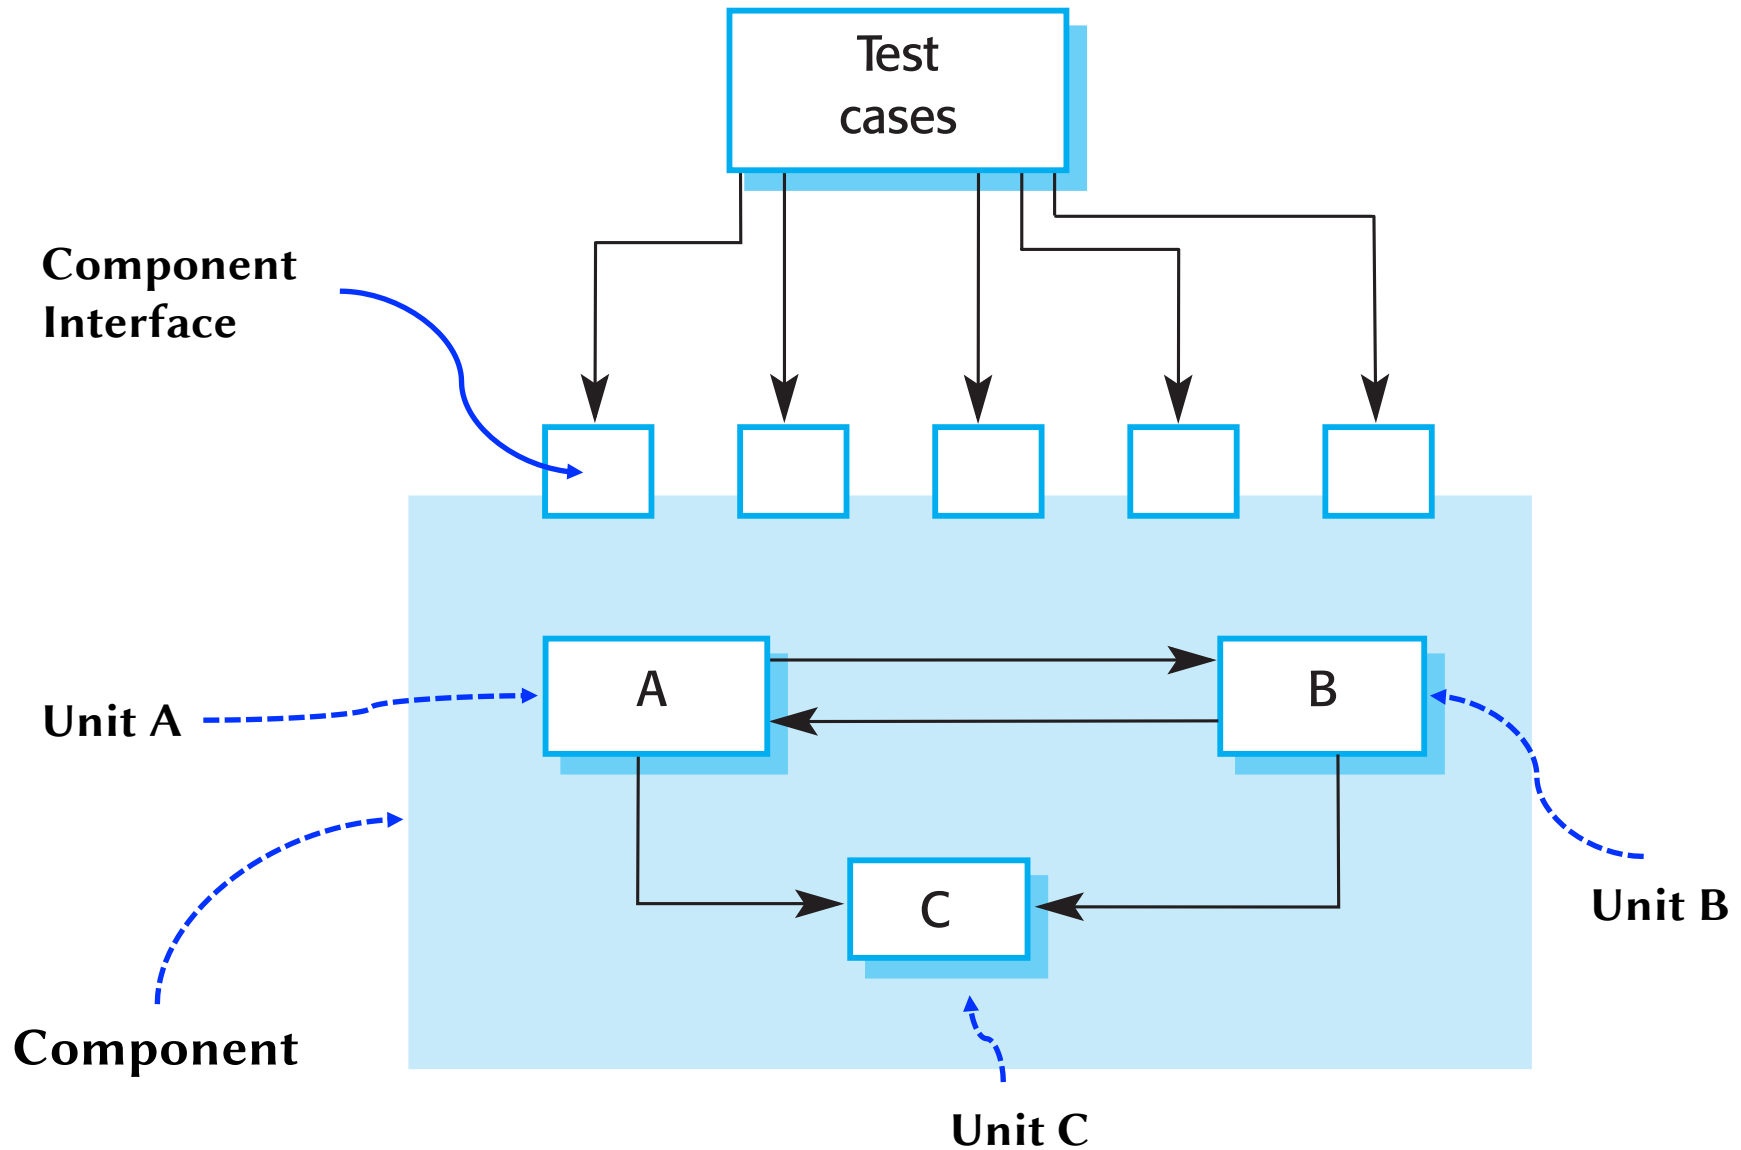 Test
cases
Component
Interface
A
B
Unit A
C
Unit B
Component
Unit C